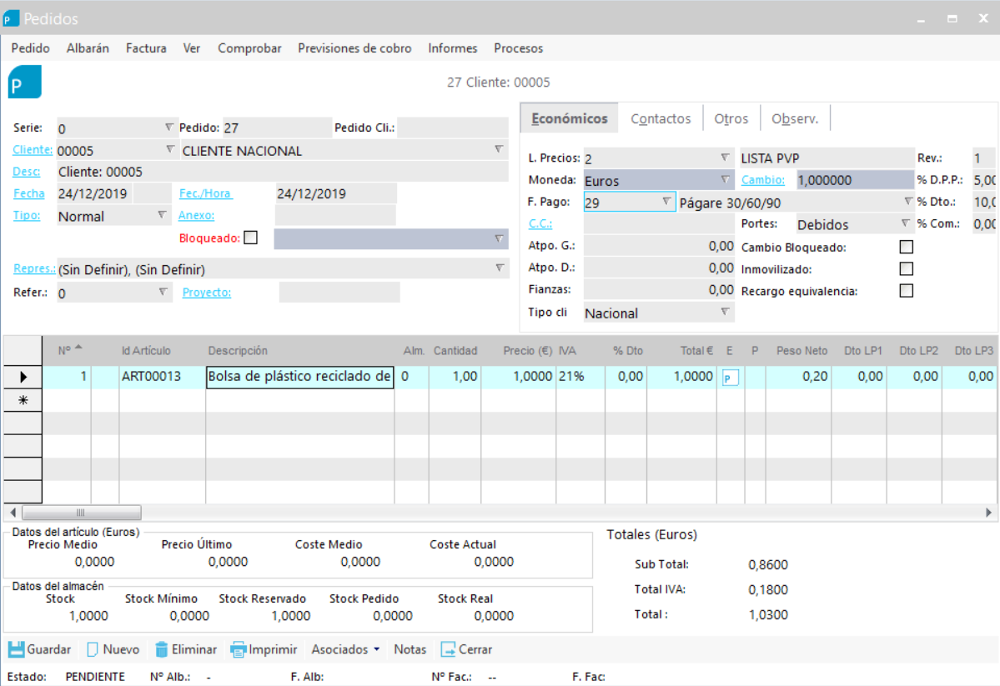 Pedidos
Pedido Albarán Factura Ver Comprobar Previsiones de cobro Informes Procesos
P 27 Cliente: 00005
Serie: 0 Pedido: 27 Pedido Cli.:
Cliente: 00005 CLIENTE NACIONAL
Desc: Cliente: 00005
Fecha 24/12/2019 Fec./Hora 24/12/2019
Tipo: Normal Anexo:
Bloqueado:
Repres.: (Sin Definir), (Sin Definir)
Refer.: 0 Proyecto:
Económicos Contactos Otros Observ.
L. Precios: 2 LISTA PVP Rev.: 1
Moneda: Euros Cambio: 1,000000 % D.P.P.: 5,00
F. Pago: 29 Págare 30/60/90 % Dto.: 10,0
C.C.: Portes: Debidos % Com.: 0,00
Atpo. G.: 0,00 Cambio Bloqueado:
Atpo. D.: 0,00 Inmovilizado:
Fianzas: 0,00 Recargo equivalencia:
Tipo cli Nacional
Nº Id Artículo Descripción Alm. Cantidad Precio (€) IVA % Dto Total € E P Peso Neto Dto LP1 Dto LP2 Dto LP3
1 ART00013 Bolsa de plástico reciclado de 0 1,00 1,0000 21% 0,00 1,0000 P 0,20 0,00 0,00 0,00
Datos del artículo (Euros)
Precio Medio Precio Último Coste Medio Coste Actual
0,0000 0,0000 0,0000 0,0000
Datos del almacén
Stock Stock Mínimo Stock Reservado Stock Pedido Stock Real
1,0000 0,0000 1,0000 0,0000 0,0000
Totales (Euros)
Sub Total: 0,8600
Total IVA: 0,1800
Total : 1,0300
Guardar Nuevo Eliminar Imprimir Asociados Notas Cerrar
Estado: PENDIENTE Nº Alb.: - F. Alb: Nº Fac.: -- F. Fac: